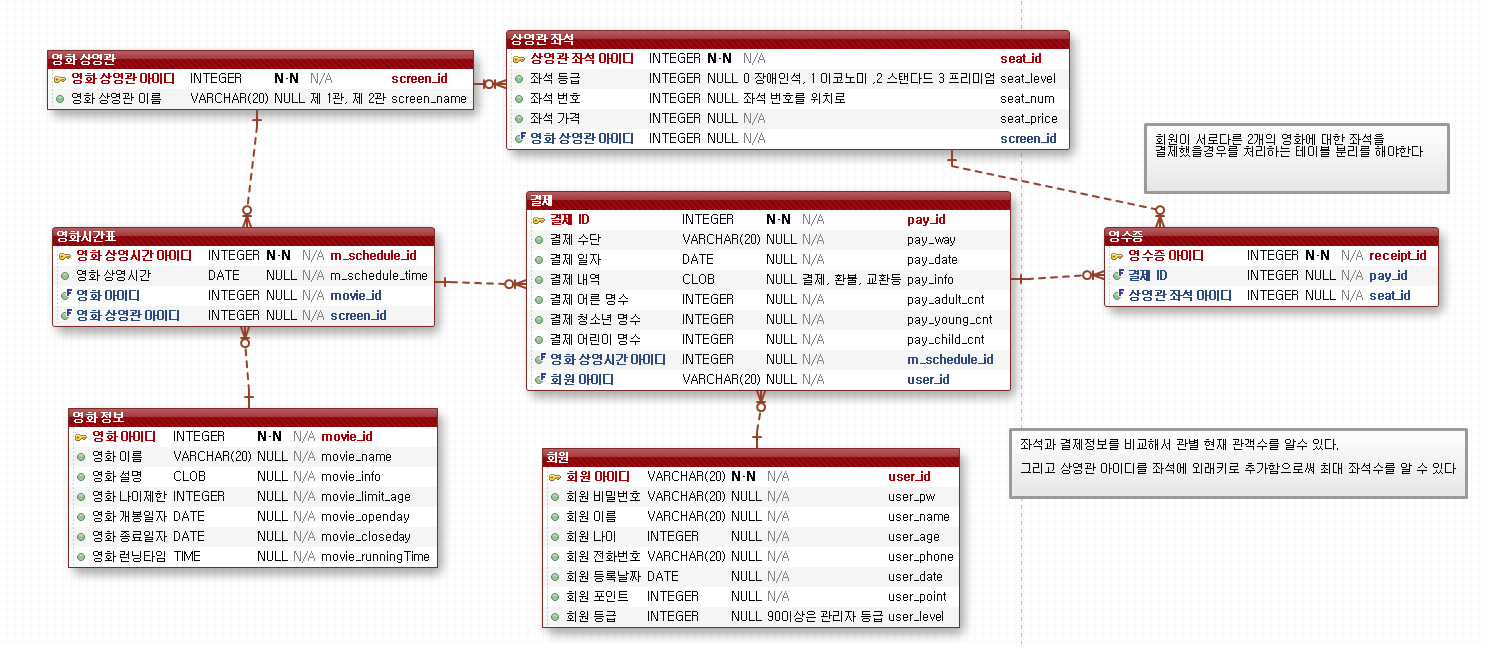 영화 상영관
영화 상영관 아이디 INTEGER N·N N/A screen_id
영화 상영관 이름 VARCHAR(20) NULL 제 1관, 제 2관 screen_name
상영관 좌석
상영관 좌석 아이디 INTEGER N·N N/A seat_id
좌석 등급 INTEGER NULL 0 장애인석, 1 이코노미 ,2 스탠다드 3 프리미엄 seat_level
좌석 번호 INTEGER NULL 좌석 번호를 위치로 seat_num
좌석 가격 INTEGER NULL N/A seat_price
영화 상영관 아이디 INTEGER NULL N/A screen_id
회원이 서로다른 2개의 영화에 대한 좌석을
결제했을경우를 처리하는 테이블 분리를 해야한다
결제
결제 ID INTEGER N·N N/A pay_id
결제 수단 VARCHAR(20) NULL N/A pay_way
결제 일자 DATE NULL N/A pay_date
결제 내역 CLOB NULL 결제, 환불, 교환등 pay_info
결제 어른 명수 INTEGER NULL N/A pay_adult_cnt
결제 청소년 명수 INTEGER NULL N/A pay_young_cnt
결제 어린이 명수 INTEGER NULL N/A pay_child_cnt
영화 상영시간 아이디 INTEGER NULL N/A m_schedule_id
회원 아이디 VARCHAR(20) NULL N/A user_id
영화시간표
영화 상영시간 아이디 INTEGER N·N N/A m_schedule_id
영화 상영시간 DATE NULL N/A m_schedule_time
영화 아이디 INTEGER NULL N/A movie_id
영화 상영관 아이디 INTEGER NULL N/A screen_id
영수증
영수증 아이디 INTEGER N·N N/A receipt_id
결제 ID INTEGER NULL N/A pay_id
상영관 좌석 아이디 INTEGER NULL N/A seat_id
영화 정보
영화 아이디 INTEGER N·N N/A movie_id
영화 이름 VARCHAR(20) NULL N/A movie_name
영화 설명 CLOB NULL N/A movie_info
영화 나이제한 INTEGER NULL N/A movie_limit_age
영화 개봉일자 DATE NULL N/A movie_openday
영화 종료일자 DATE NULL N/A movie_closeday
영화 런닝타임 TIME NULL N/A movie_runningTime
회원
회원 아이디 VARCHAR(20) N·N N/A user_id
회원 비밀번호 VARCHAR(20) NULL N/A user_pw
회원 이름 VARCHAR(20) NULL N/A user_name
회원 나이 INTEGER NULL N/A user_age
회원 전화번호 VARCHAR(20) NULL N/A user_phone
회원 등록날짜 DATE NULL N/A user_date
회원 포인트 INTEGER NULL N/A user_point
회원 등급 INTEGER NULL 90이상은 관리자 등급 user_level
좌석과 결제정보를 비교해서 관별 현재 관객수를 알수 있다.
그리고 상영관 아이디를 좌석에 외래키로 추가함으로써 최대 좌석수를 알 수 있다